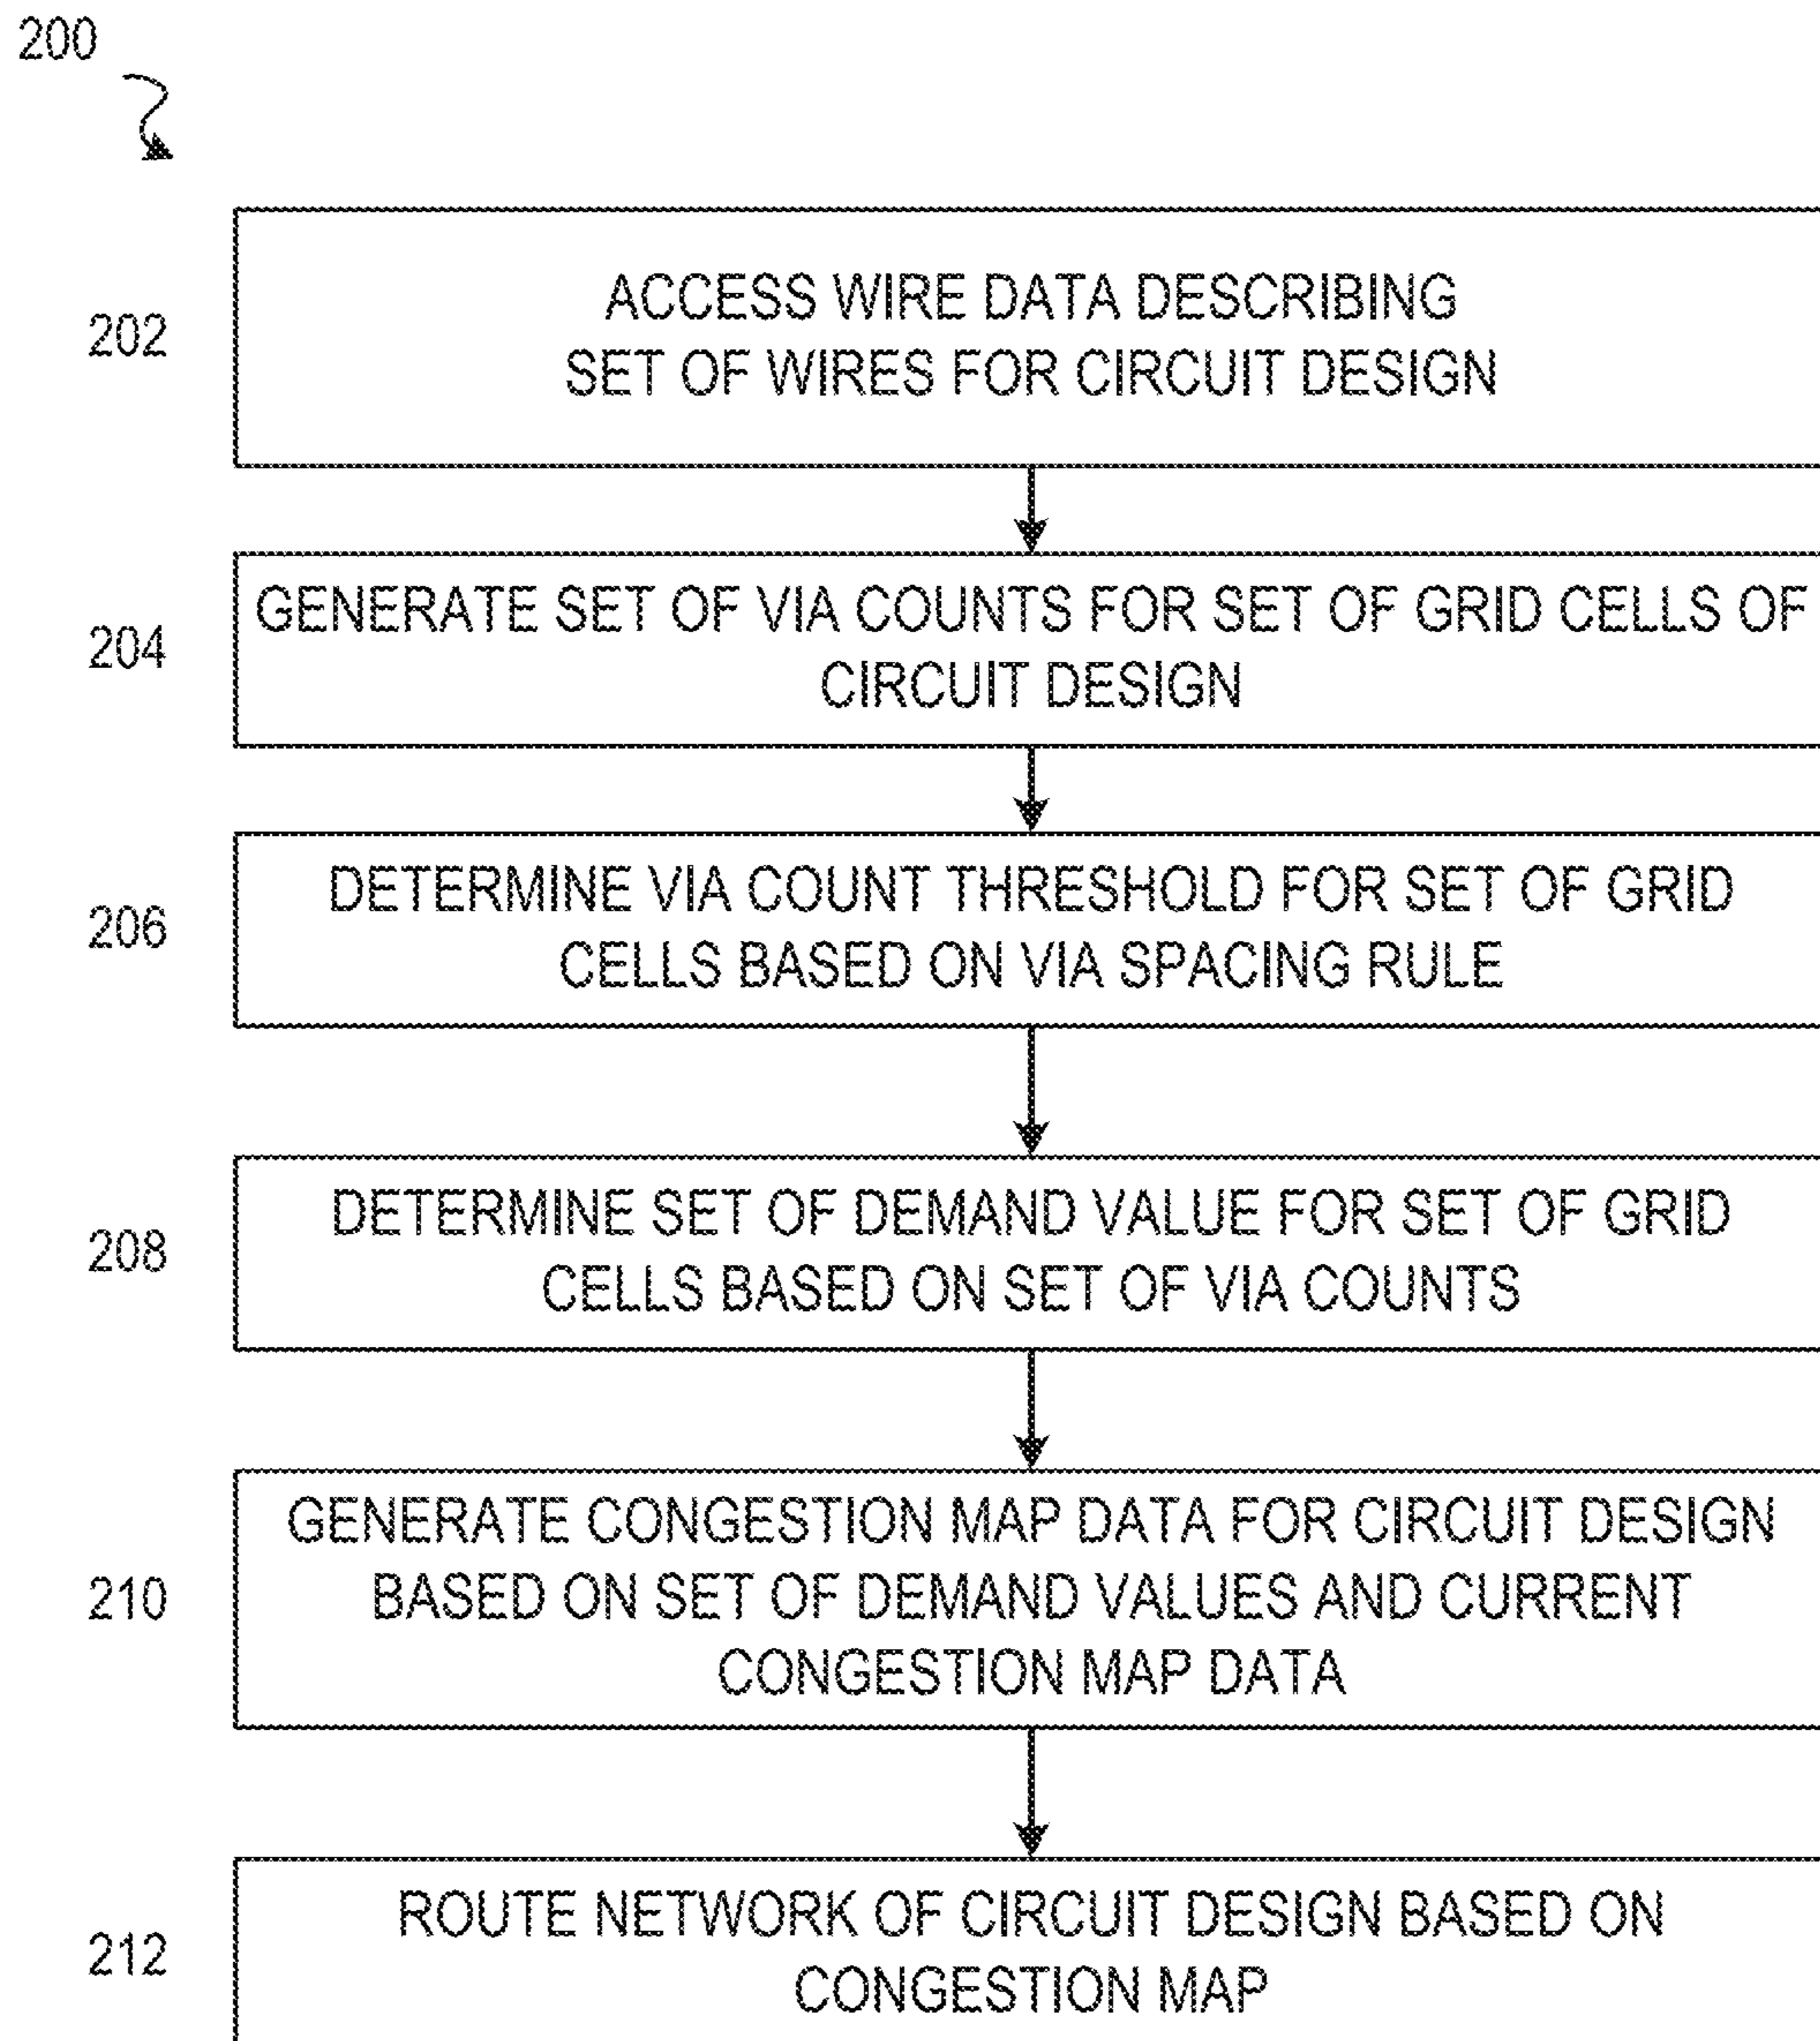 200
202
ACCESS WIRE DATA DESCRIBING
SET OF WIRES FOR CIRCUIT DESIGN
204
GENERATE SET OF VIA COUNTS FOR SET OF GRID CELLS OF
CIRCUIT DESIGN
206
DETERMINE VIA COUNT THRESHOLD FOR SET OF GRID
CELLS BASED ON VIA SPACING RULE
208
DETERMINE SET OF DEMAND VALUE FOR SET OF GRID
CELLS BASED ON SET OF VIA COUNTS
210
GENERATE CONGESTION MAP DATA FOR CIRCUIT DESIGN
BASED ON SET OF DEMAND VALUES AND CURRENT
CONGESTION MAP DATA
212
ROUTE NETWORK OF CIRCUIT DESIGN BASED ON
CONGESTION MAP